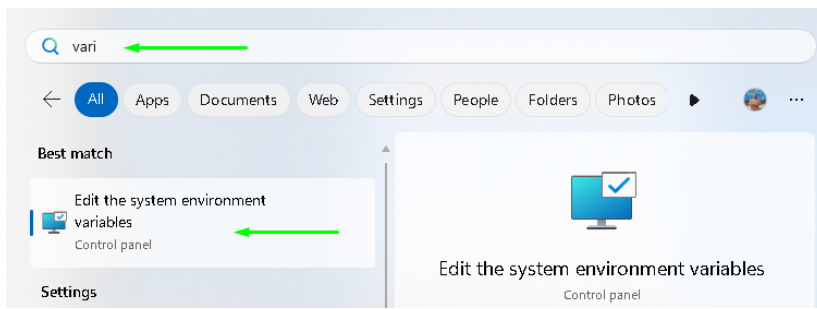 vari
All Apps Documents Web Settings People Folders Photos ...
Best match
Edit the system environment
variables
Control panel
Edit the system environment variables
Control panel
Settings